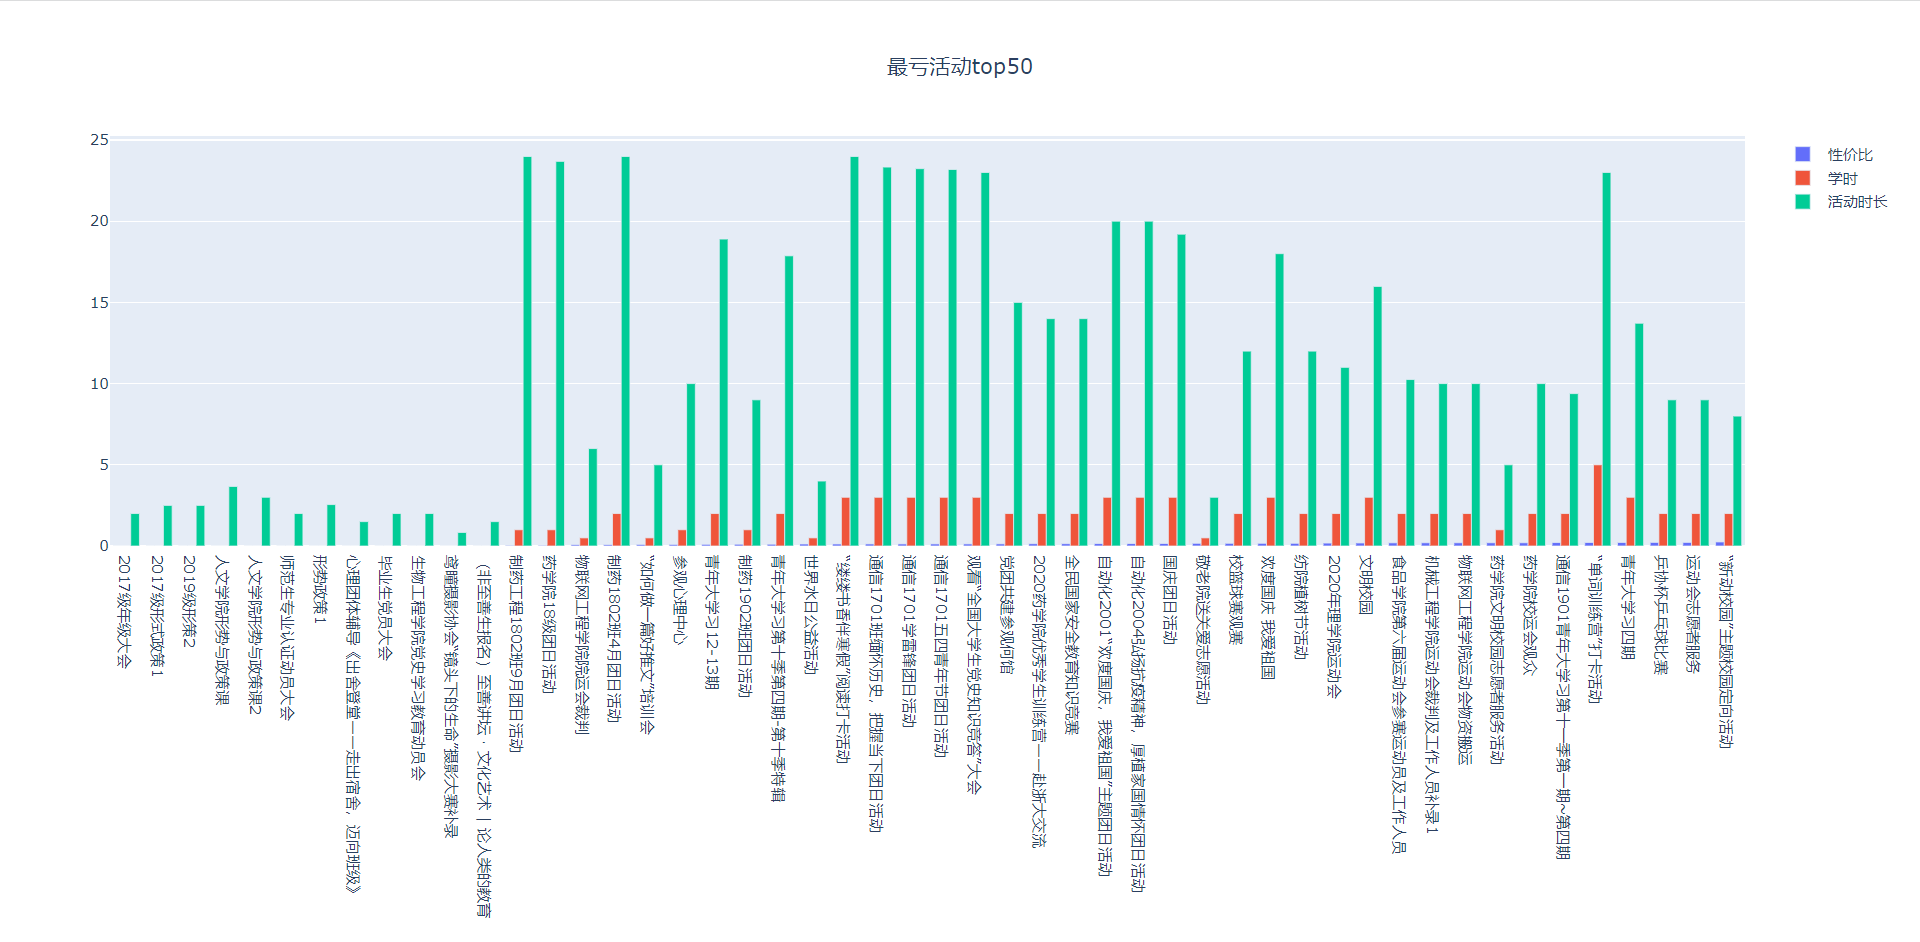 最亏活动top50
25
20
15
10
5
0
性价比
学时
活动时长
2017级年级大会
2017级形式政策1
2019级形策2
人文学院形势与政策课
人文学院形势与政策课2
师范生专业认证动员大会
形势政策1
心理团体辅导《出舍登堂——走出宿舍，迈向班级》
毕业生党员大会
生物工程学院党史学习教育动员会
鸢瞳摄影协会“镜头下的生命”摄影大赛补录
（非至善生报名）至善讲坛·文化艺术 | 论人类的教育
制药工程1802班9月团日活动
药学院18级团日活动
物联网工程学院院运会裁判
制药1802班4月团日活动
“如何做一篇好推文”培训会
参观心理中心
青年大学习12-13期
制药1902班团日活动
青年大学习第十季第四期-第十季特辑
世界水日公益活动
“缕缕书香伴寒假”阅读打卡活动
通信1701班缅怀历史，把握当下团日活动
通信1701学雷锋团日活动
通信1701五四青年节团日活动
观看“全国大学生党史知识竞答”大会
党团共建参观何馆
2020药学院优秀学生训练营——赴浙大交流
全民国家安全教育知识竞赛
自动化2001“欢度国庆，我爱祖国”主题团日活动
自动化2004弘扬抗疫精神，厚植家国情怀团日活动
国庆团日活动
敬老院送关爱志愿活动
校篮球赛观赛
欢度国庆 我爱祖国
纺院植树节活动
2020年理学院运动会
文明校园
食品学院第六届运动会参赛运动员及工作人员
机械工程学院运动会裁判及工作人员补录1
物联网工程学院运动会物资搬运
药学院文明校园志愿者服务活动
药学院校运会观众
通信1901青年大学习第十一季第一期~第四期
“单词训练营”打卡活动
青年大学习四期
乒协杯乒乓球比赛
运动会志愿者服务
“新动校园”主题校园定向活动